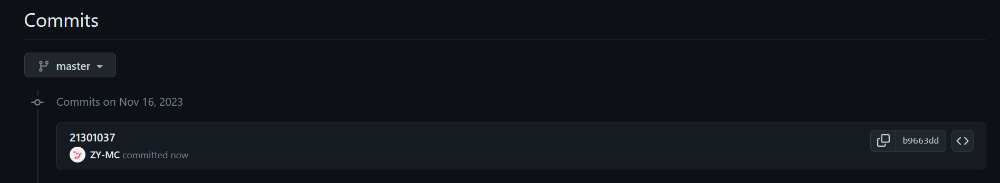 Commits
master
Commits on Nov 16, 2023
21301037
b9663dd
ZY-MC committed now